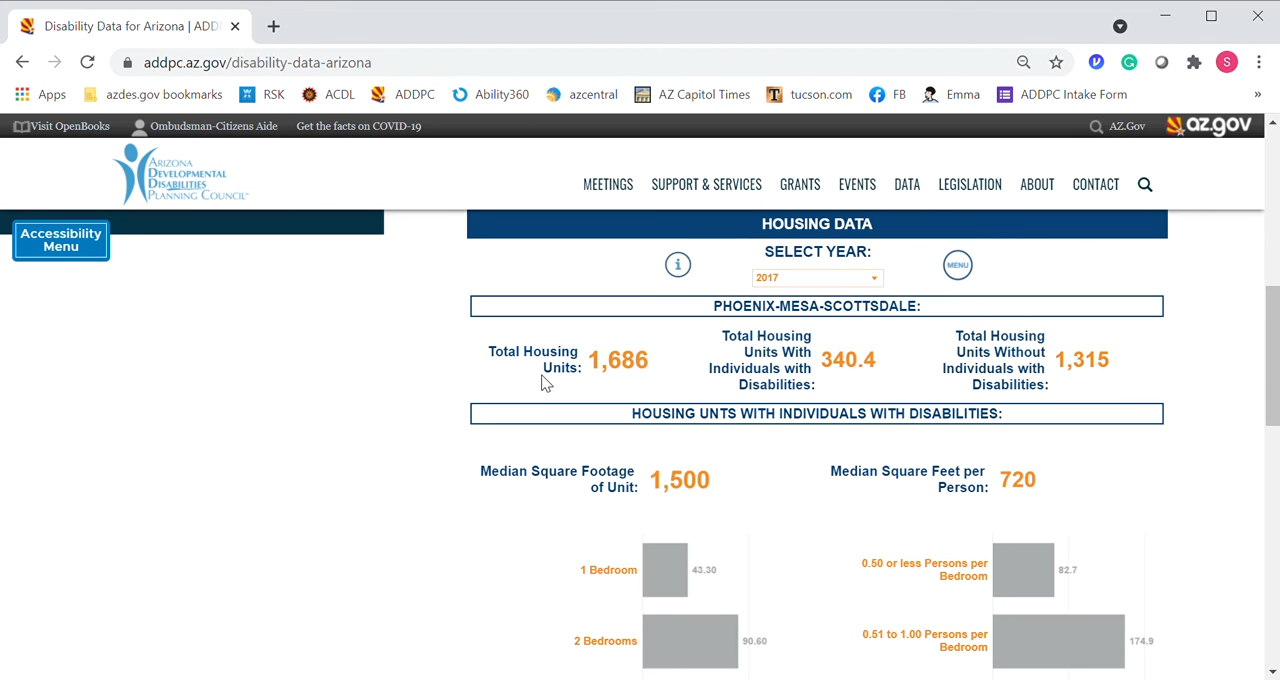 Disability Data for Arizona | ADD
addpc.az.gov/disability-data-arizona
S
Apps
azdes.gov bookmarks
RSK
ACDL
ADDPC
Ability360
azcentral
AZ Capitol Times
T
tucson.com
FB
Emma
ADDPC Intake Form
»
Visit OpenBooks
Ombudsman-Citizens Aide
Get the facts on COVID-19
AZ.Gov
az.gov
ARIZONA
DEVELOPMENTAL
DISABILITIES
PLANNING COUNCIL
MEETINGS
SUPPORT & SERVICES
GRANTS
EVENTS
DATA
LEGISLATION
ABOUT
CONTACT
Accessibility
Menu
HOUSING DATA
SELECT YEAR:
i
2017
MENU
PHOENIX-MESA-SCOTTSDALE:
Total Housing
Units:
1,686
Total Housing
Units With
Individuals with
Disabilities:
340.4
Total Housing
Units Without
Individuals with
Disabilities:
1,315
HOUSING UNTS WITH INDIVIDUALS WITH DISABILITIES:
Median Square Footage
of Unit:
1,500
Median Square Feet per
Person:
720
1 Bedroom
43.30
0.50 or less Persons per
Bedroom
82.7
2 Bedrooms
90.60
0.51 to 1.00 Persons per
Bedroom
174.9